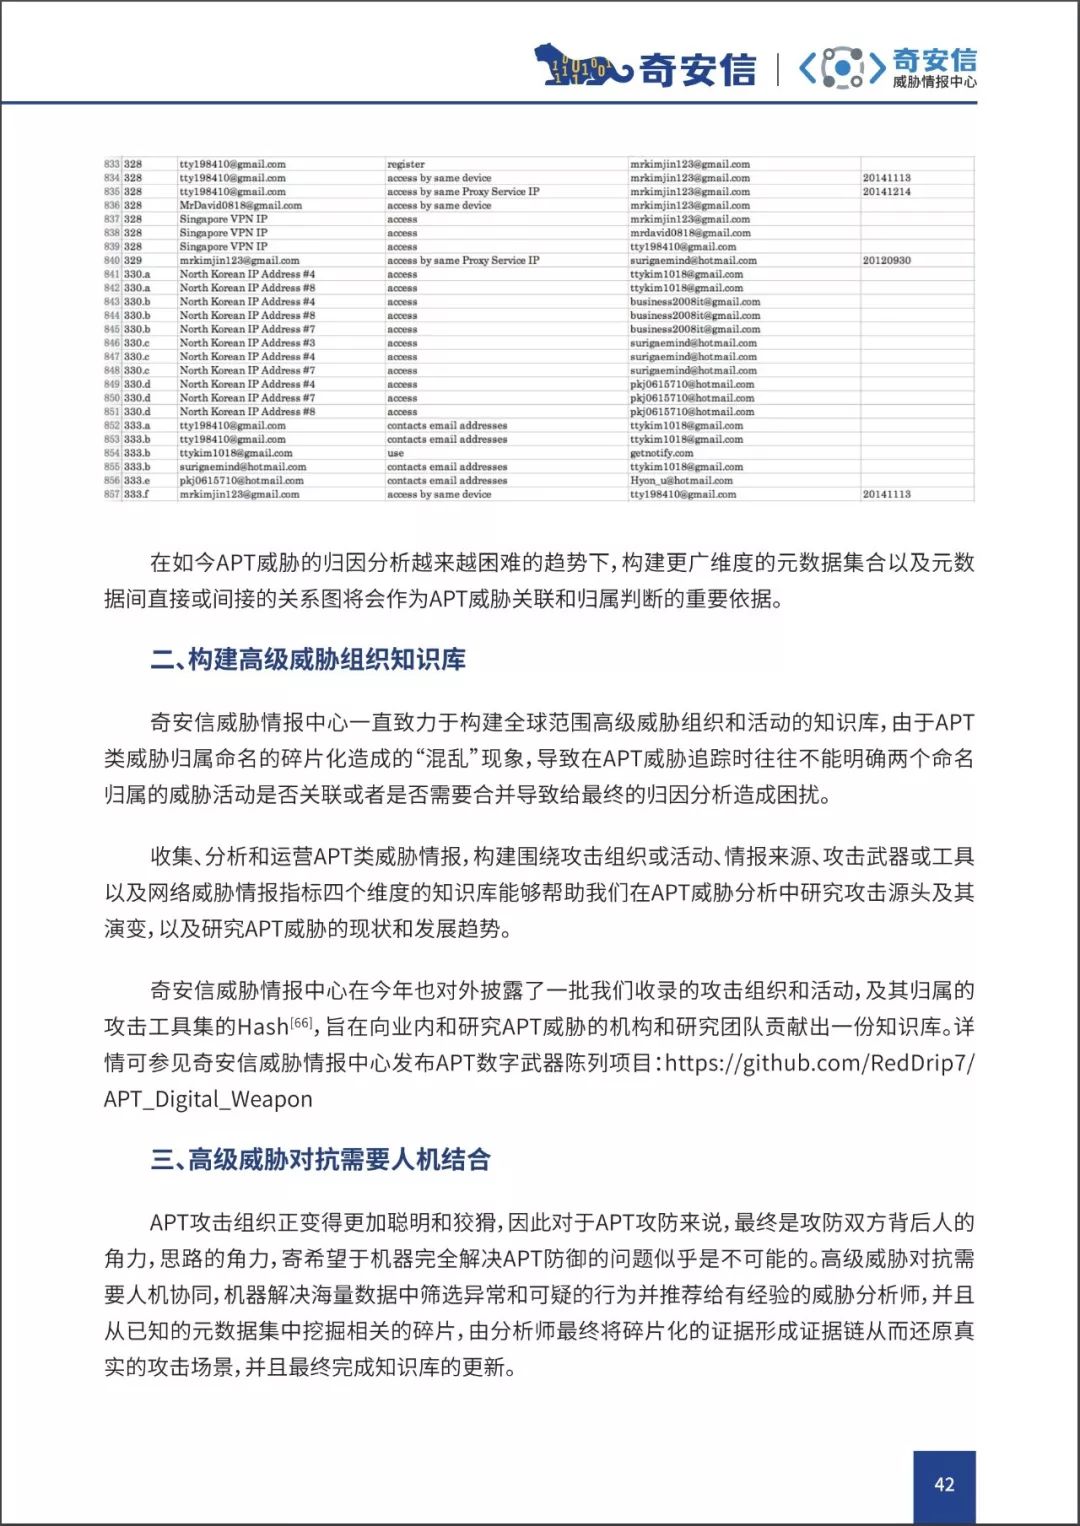 奇安信 奇安信
威胁情报中心
833 328 tty198410@gmail.com register mrkimjin123@gmail.com
834 328 tty198410@gmail.com access by same device mrkimjin123@gmail.com 20141113
835 328 tty198410@gmail.com access by same Proxy Service IP mrkimjin123@gmail.com 20141214
836 328 MrDavid0818@gmail.com access by same device mrkimjin123@gmail.com
837 328 Singapore VPN IP access mrkimjin123@gmail.com
838 328 Singapore VPN IP access mrdavid0818@gmail.com
839 328 Singapore VPN IP access tty198410@gmail.com
840 329 mrkimjin123@gmail.com access by same Proxy Service IP surigaemind@hotmail.com 20120930
841 330.a North Korean IP Address #4 access ttykim1018@gmail.com
842 330.a North Korean IP Address #8 access ttykim1018@gmail.com
843 330.b North Korean IP Address #4 access business2008it@gmail.com
844 330.b North Korean IP Address #8 access business2008it@gmail.com
845 330.b North Korean IP Address #7 access business2008it@gmail.com
846 330.c North Korean IP Address #3 access surigaemind@hotmail.com
847 330.c North Korean IP Address #4 access surigaemind@hotmail.com
848 330.c North Korean IP Address #7 access surigaemind@hotmail.com
849 330.d North Korean IP Address #4 access pkj0615710@hotmail.com
850 330.d North Korean IP Address #7 access pkj0615710@hotmail.com
851 330.d North Korean IP Address #8 access pkj0615710@hotmail.com
852 333.a tty198410@gmail.com contacts email addresses ttykim1018@gmail.com
853 333.b tty198410@gmail.com contacts email addresses ttykim1018@gmail.com
854 333.b ttykim1018@gmail.com use getnotify.com
855 333.b surigaemind@hotmail.com contacts email addresses ttykim1018@gmail.com
856 333.e pkj0615710@hotmail.com contacts email addresses Hyon_u@hotmail.com
857 333.f mrkimjin123@gmail.com access by same device tty198410@gmail.com 20141113
在如今APT威胁的归因分析越来越困难的趋势下，构建更广维度的元数据集合以及元数
据间直接或间接的关系图将会作为APT威胁关联和归属判断的重要依据。
二、构建高级威胁组织知识库
奇安信威胁情报中心一直致力于构建全球范围高级威胁组织和活动的知识库，由于APT
类威胁归属命名的碎片化造成的“混乱”现象，导致在APT威胁追踪时往往不能明确两个命名
归属的威胁活动是否关联或者是否需要合并导致给最终的归因分析造成困扰。
收集、分析和运营APT类威胁情报，构建围绕攻击组织或活动、情报来源、攻击武器或工具
以及网络威胁情报指标四个维度的知识库能够帮助我们在APT威胁分析中研究攻击源头及其
演变，以及研究APT威胁的现状和发展趋势。
奇安信威胁情报中心在今年也对外披露了一批我们收录的攻击组织和活动，及其归属的
攻击工具集的Hash[66]，旨在向业内和研究APT威胁的机构和研究团队贡献出一份知识库。详
情可参见奇安信威胁情报中心发布APT数字武器陈列项目：https://github.com/RedDrip7/
APT_Digital_Weapon
三、高级威胁对抗需要人机结合
APT攻击组织正变得更加聪明和狡猾，因此对于APT攻防来说，最终是攻防双方背后人的
角力，思路的角力，寄希望于机器完全解决APT防御的问题似乎是不可能的。高级威胁对抗需
要人机协同，机器解决海量数据中筛选异常和可疑的行为并推荐给有经验的威胁分析师，并且
从已知的元数据集中挖掘相关的碎片，由分析师最终将碎片化的证据形成证据链从而还原真
实的攻击场景，并且最终完成知识库的更新。
42